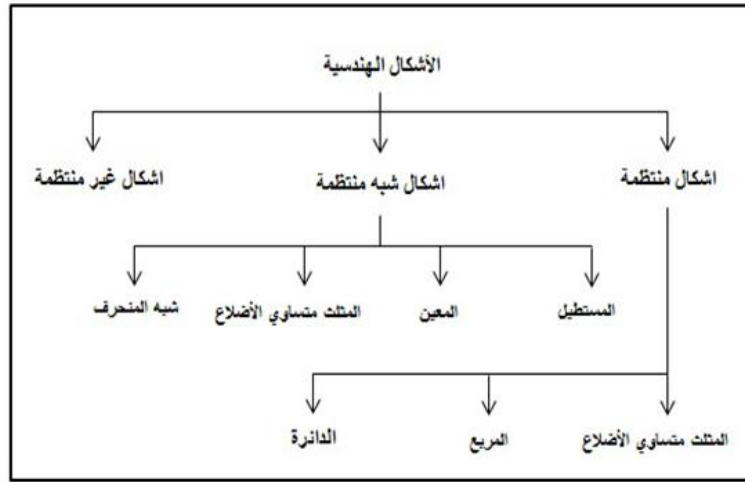 الأشكال الهندسية
اشكال منتظمة
اشكال شبه منتظمة
اشكال غير منتظمة
المستطيل
المعين
المثلث متساوي الأضلاع
شبه المنحرف
المثلث متساوي الأضلاع
المربع
الدائرة